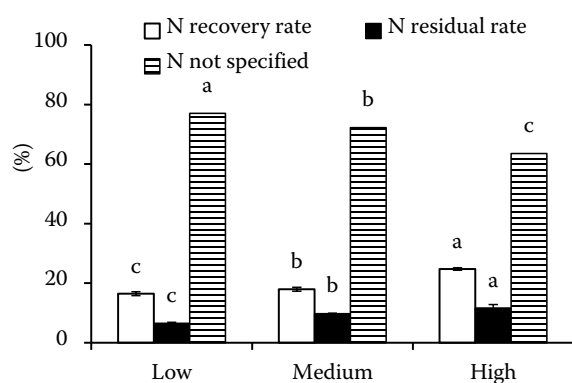 100
N recovery rate
N residual rate
N not specified
a
80
b
c
60
(%)
40
a
20
c
b
c
b
a
0
Low
Medium
High